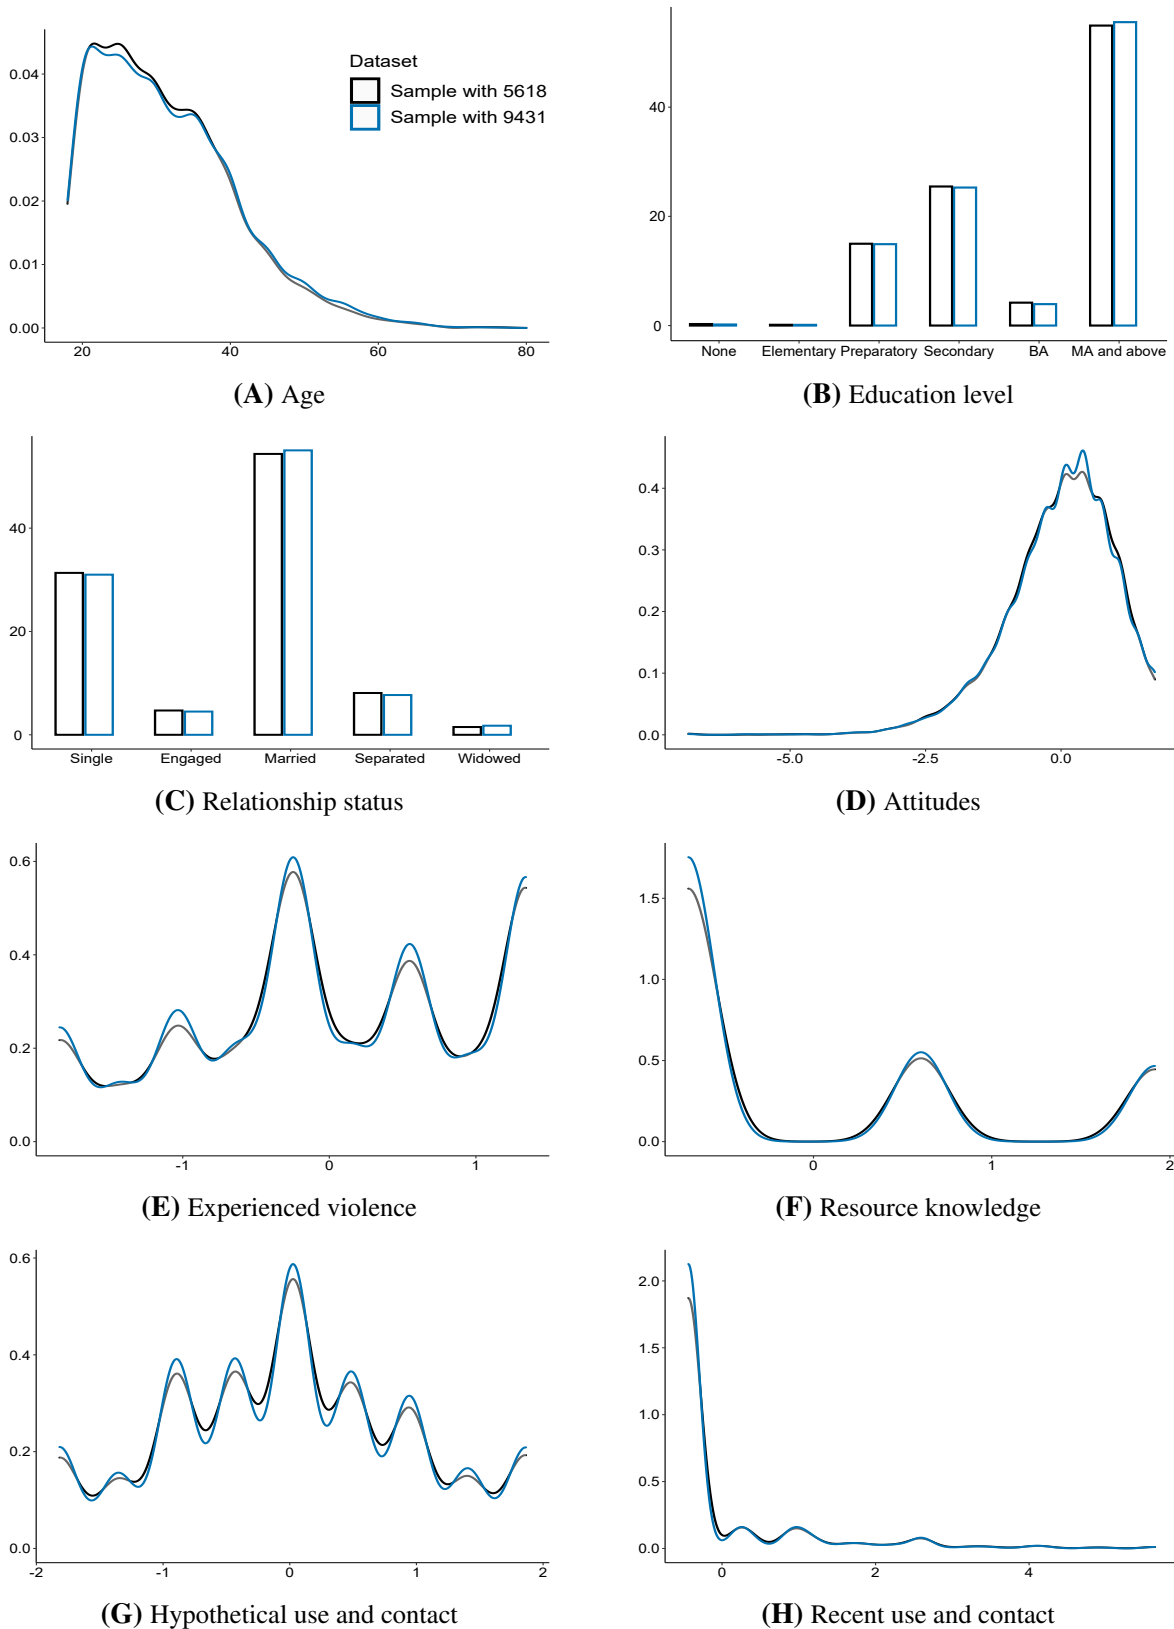 0.04
0.03
0.02
0.01
0.00
20 40 60 80
Dataset
Sample with 5618
Sample with 9431
(A) Age
40
20
0
None Elementary Preparatory Secondary BA MA and above
(B) Education level
40
20
0
Single Engaged Married Separated Widowed
(C) Relationship status
0.4
0.3
0.2
0.1
0.0
-5.0 -2.5 0.0
(D) Attitudes
0.6
0.4
0.2
0.0
-1 0 1
(E) Experienced violence
1.5
1.0
0.5
0.0
0 1 2
(F) Resource knowledge
0.6
0.4
0.2
0.0
-2 -1 0 1 2
(G) Hypothetical use and contact
2.0
1.5
1.0
0.5
0.0
0 2 4
(H) Recent use and contact